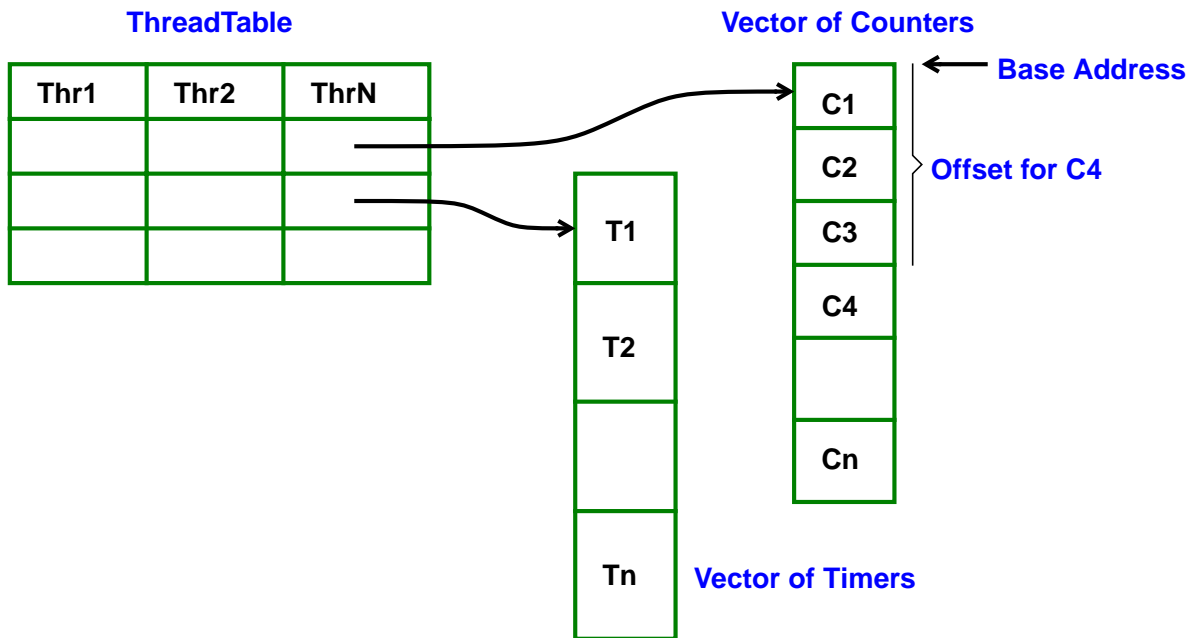 ThreadTable
Vector of Counters
Base Address
Thr1 Thr2 ThrN
C1
C2
Offset for C4
T1
C3
C4
T2
Cn
Tn
Vector of Timers